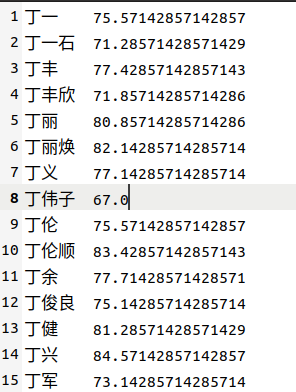 1 丁一 75.57142857142857
2 丁一石 71.28571428571429
3 丁丰 77.42857142857143
4 丁丰欣 71.85714285714286
5 丁丽 80.85714285714286
6 丁丽焕 82.14285714285714
7 丁义 77.14285714285714
8 丁伟子 67.0
9 丁伦 75.57142857142857
10 丁伦顺 83.42857142857143
11 丁余 77.71428571428571
12 丁俊良 75.14285714285714
13 丁健 81.28571428571429
14 丁兴 84.57142857142857
15 丁军 73.14285714285714